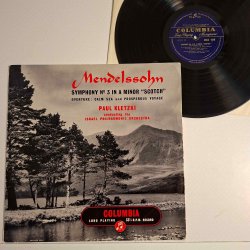 Mendelssohn
SYMPHONY Nº 3 IN A MINOR "SCOTCH"
OVERTURE: CALM SEA AND PROSPEROUS VOYAGE
PAUL KLETZKI
conducting the
ISRAEL PHILHARMONIC ORCHESTRA
COLUMBIA
LONG PLAYING 33⅓ R.P.M. RECORD
COLUMBIA